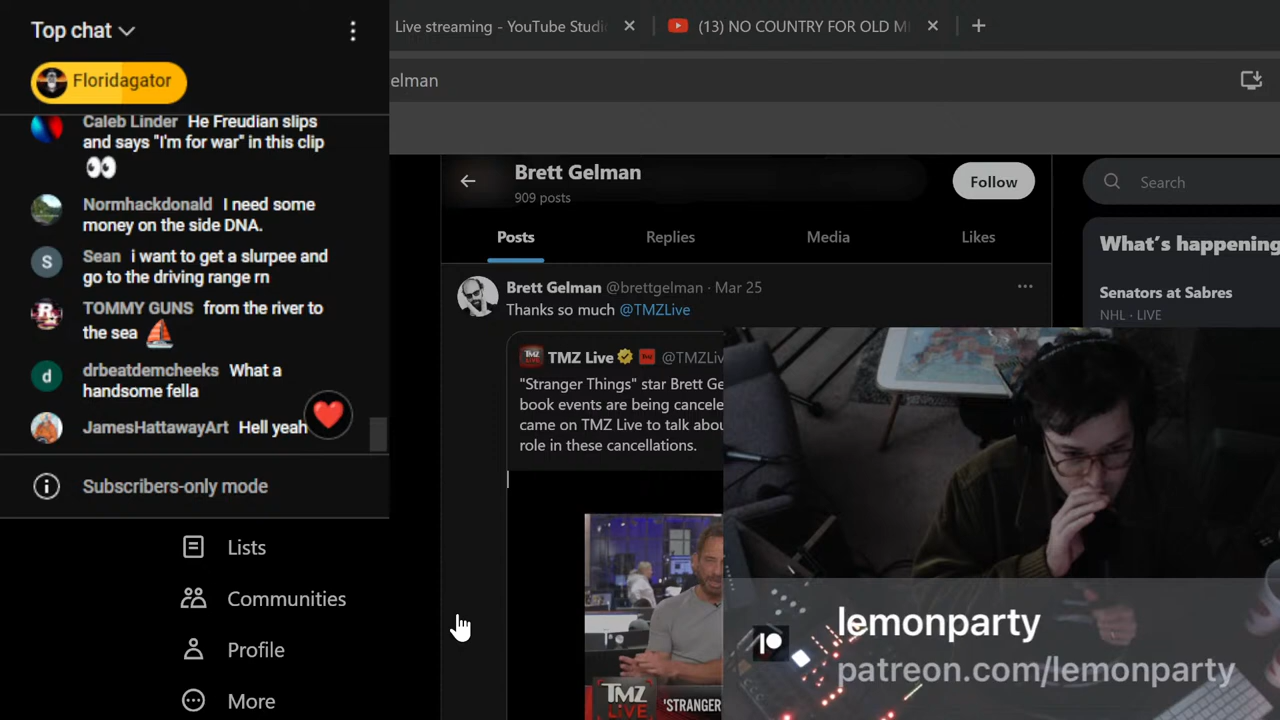 Top chat
Floridagator
Caleb Linder He Freudian slips
and says "I'm for war" in this clip
Normhackdonald I need some
money on the side DNA.
Sean i want to get a slurpee and
go to the driving range rn
TOMMY GUNS from the river to
the sea
drbeatdemcheeks What a
handsome fella
JamesHattawayArt Hell yeah
Subscribers-only mode
Lists
Communities
Profile
More
Live streaming - YouTube Studi
(13) NO COUNTRY FOR OLD M
elman
Brett Gelman
909 posts
Follow
Posts
Replies
Media
Likes
Brett Gelman @brettgelman · Mar 25
Thanks so much @TMZLive
TMZ Live @TMZLiv
"Stranger Things" star Brett Ge
book events are being cancele
came on TMZ Live to talk abou
role in these cancellations.
TMZ
LIVE
'STRANGER
Search
What's happening
Senators at Sabres
NHL · LIVE
lemonparty
patreon.com/lemonparty